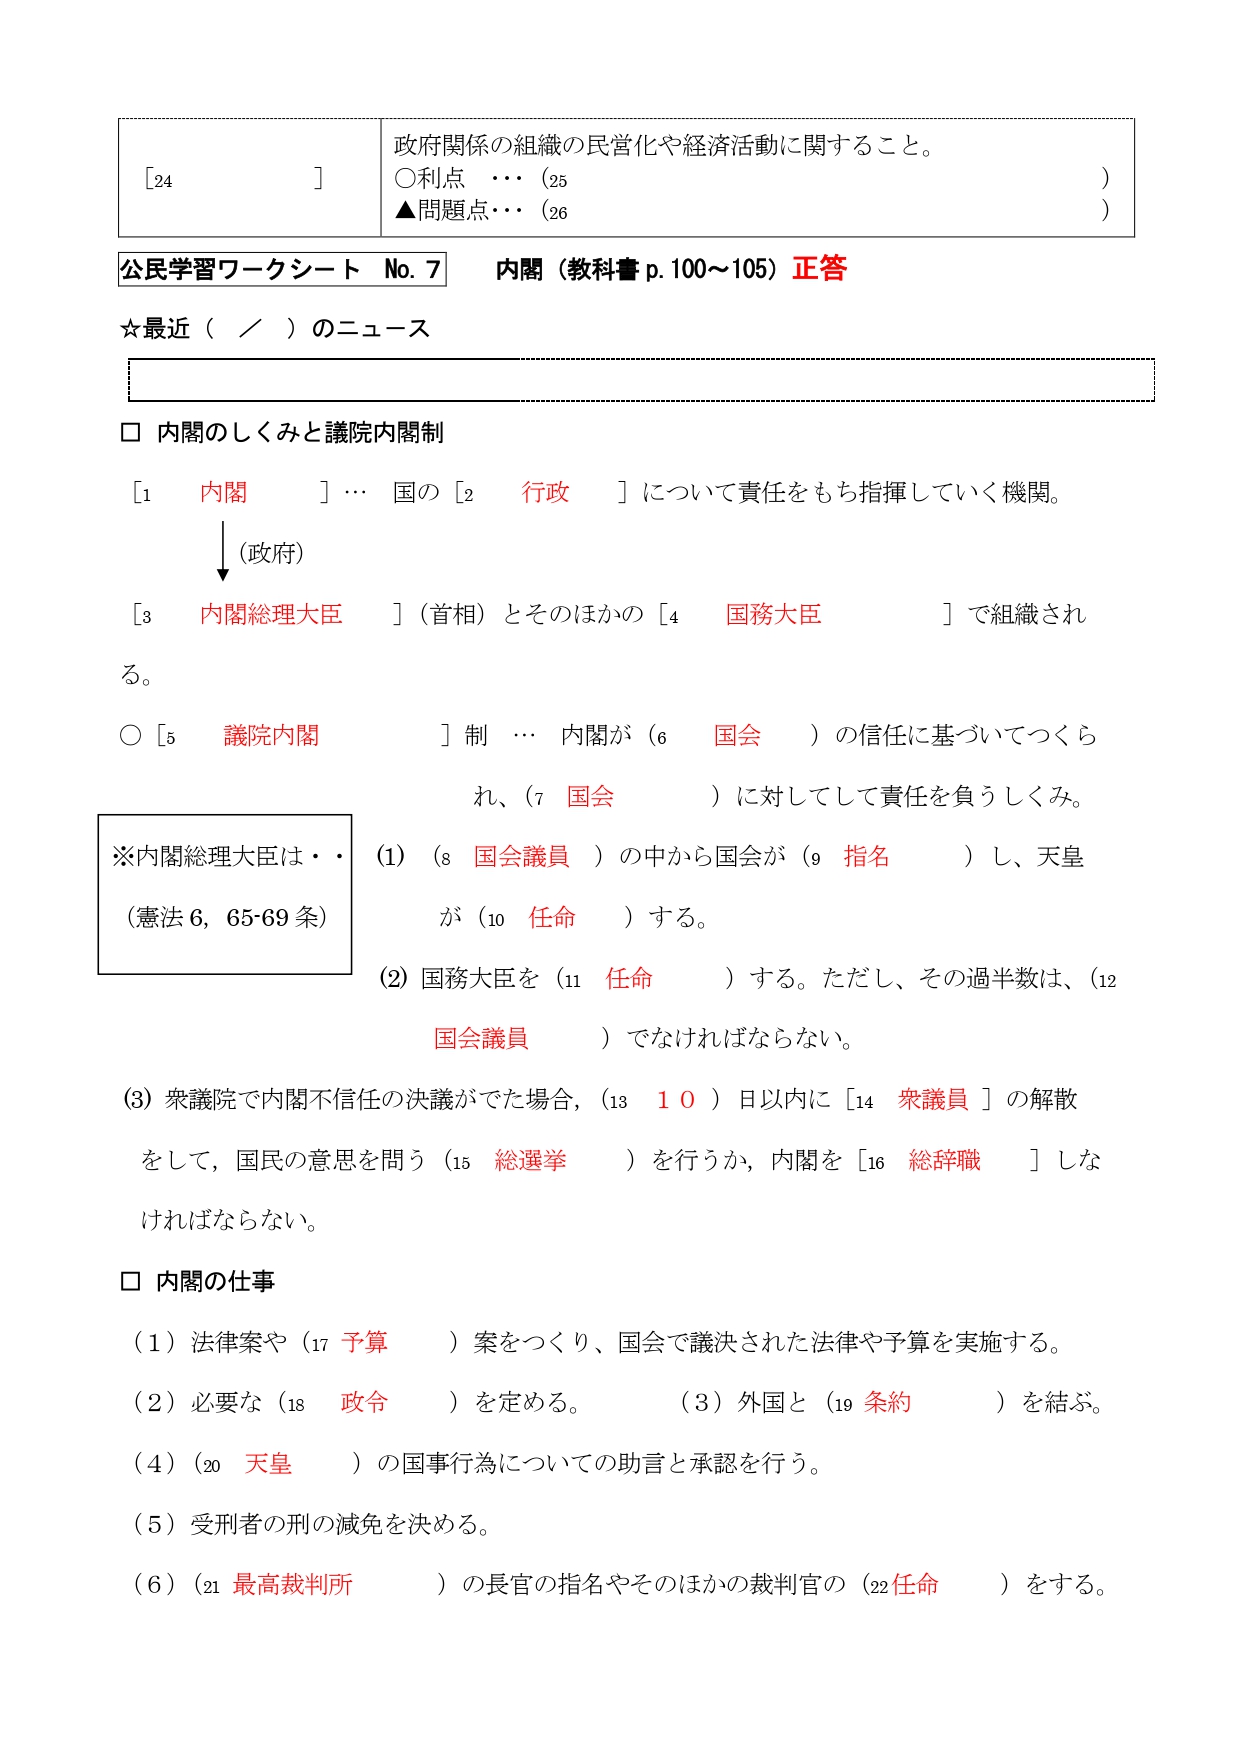 [24　　　　　　]
政府関係の組織の民営化や経済活動に関すること。
○利点　･･･（25　　　　　　　　　　　　）
▲問題点･･･（26　　　　　　　　　　　　）
公民学習ワークシート　No. 7　　内閣（教科書 p. 100～105）正答
☆最近（　／　）のニュース
□ 内閣のしくみと議院内閣制
［1　内閣　］…　国の［2　行政　］について責任をもち指揮していく機関。
（政府）
［3　内閣総理大臣　］（首相）とそのほかの［4　国務大臣　］で組織され
る。
○［5　議院内閣　］制　…　内閣が（6　国会　）の信任に基づいてつくら
れ、（7　国会　）に対してして責任を負うしくみ。
※内閣総理大臣は・・
（憲法 6，65-69 条）
(1) （8　国会議員　）の中から国会が（9　指名　）し、天皇
が（10　任命　）する。
(2) 国務大臣を（11　任命　）する。ただし、その過半数は、（12
国会議員　）でなければならない。
(3) 衆議院で内閣不信任の決議がでた場合,（13　１０　）日以内に［14　衆議員　］の解散
をして，国民の意思を問う（15　総選挙　）を行うか，内閣を［16　総辞職　］しな
ければならない。
□ 内閣の仕事
（１）法律案や（17　予算　）案をつくり、国会で議決された法律や予算を実施する。
（２）必要な（18　政令　）を定める。　　（３）外国と（19　条約　）を結ぶ。
（４）（20　天皇　）の国事行為についての助言と承認を行う。
（５）受刑者の刑の減免を決める。
（６）（21　最高裁判所　）の長官の指名やそのほかの裁判官の（22任命　）をする。